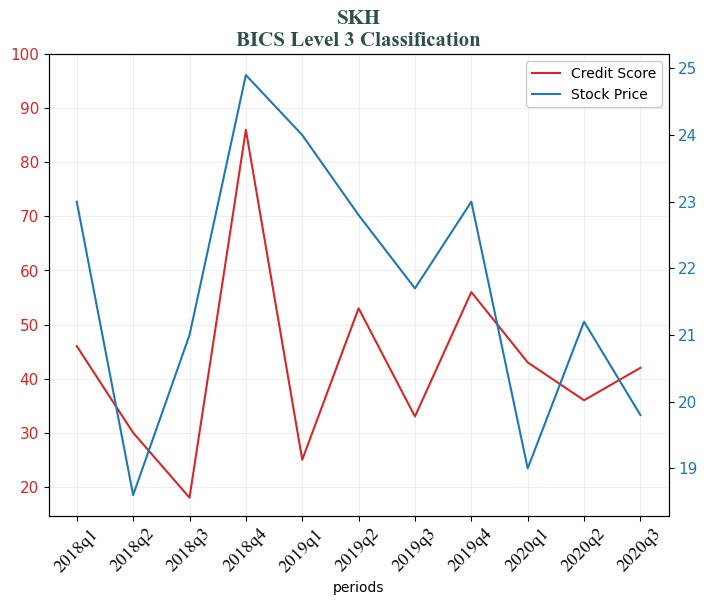 SKH
BICS Level 3 Classification
Credit Score
Stock Price
100
90
80
70
60
50
40
30
20
25
24
23
22
21
20
19
2018q1
2018q2
2018q3
2018q4
2019q1
2019q2
2019q3
2019q4
2020q1
2020q2
2020q3
periods